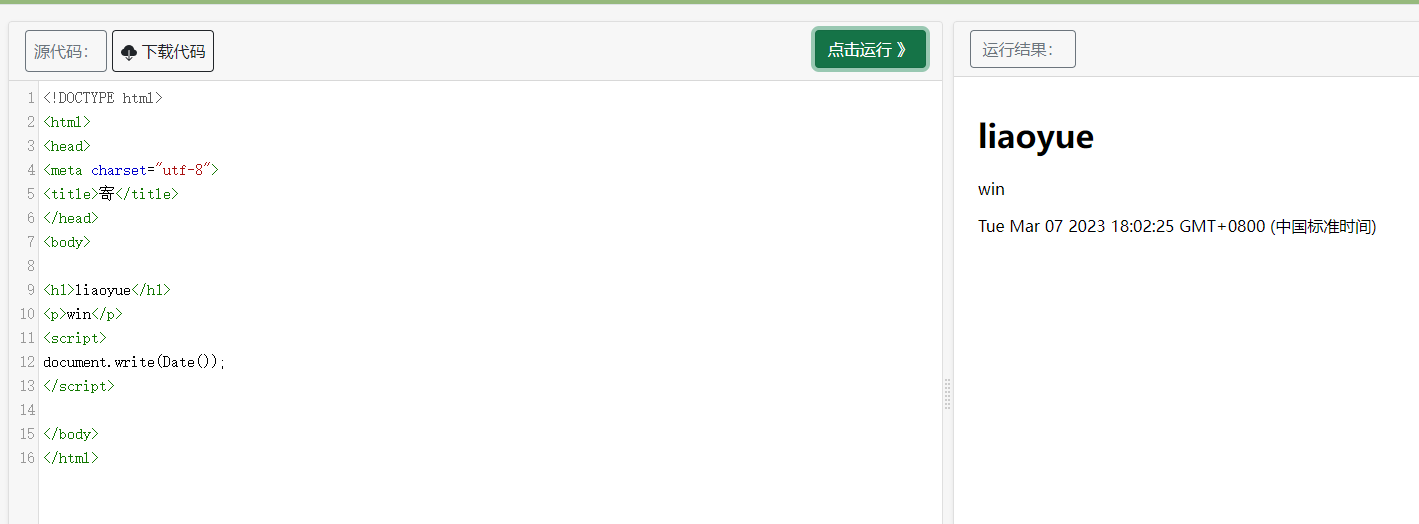 源代码： 下载代码 点击运行 》
1 <!DOCTYPE html>
2 <html>
3 <head>
4 <meta charset="utf-8">
5 <title>寄</title>
6 </head>
7 <body>
8
9 <h1>liaoyue</h1>
10 <p>win</p>
11 <script>
12 document.write(Date());
13 </script>
14
15 </body>
16 </html>
运行结果：
liaoyue
win
Tue Mar 07 2023 18:02:25 GMT+0800 (中国标准时间)